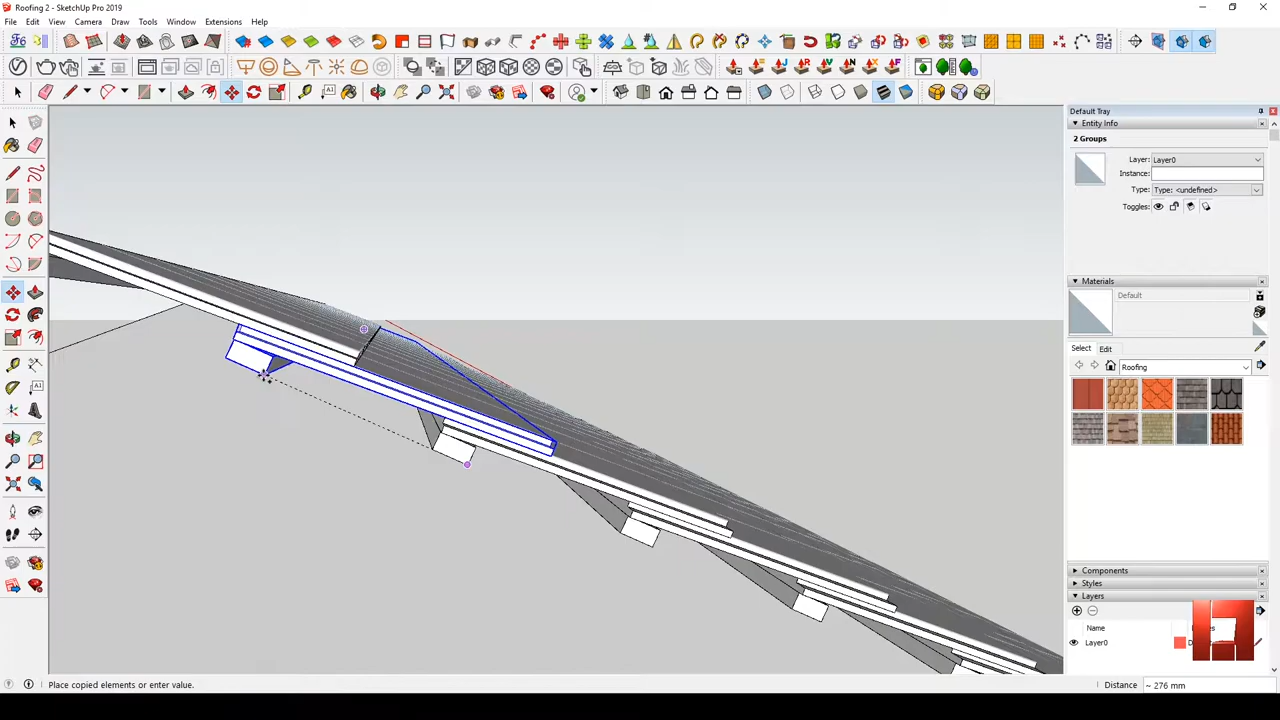 Roofing 2 - SketchUp Pro 2019
File Edit View Camera Draw Tools Window Extensions Help
Default Tray
Entity Info
2 Groups
Layer: Layer0
Instance:
Type: Type: <undefined>
Toggles:
Materials
Default
Select Edit
Roofing
Components
Styles
Layers
Name
Layer0
Place copied elements or enter value.
Distance ~ 276 mm